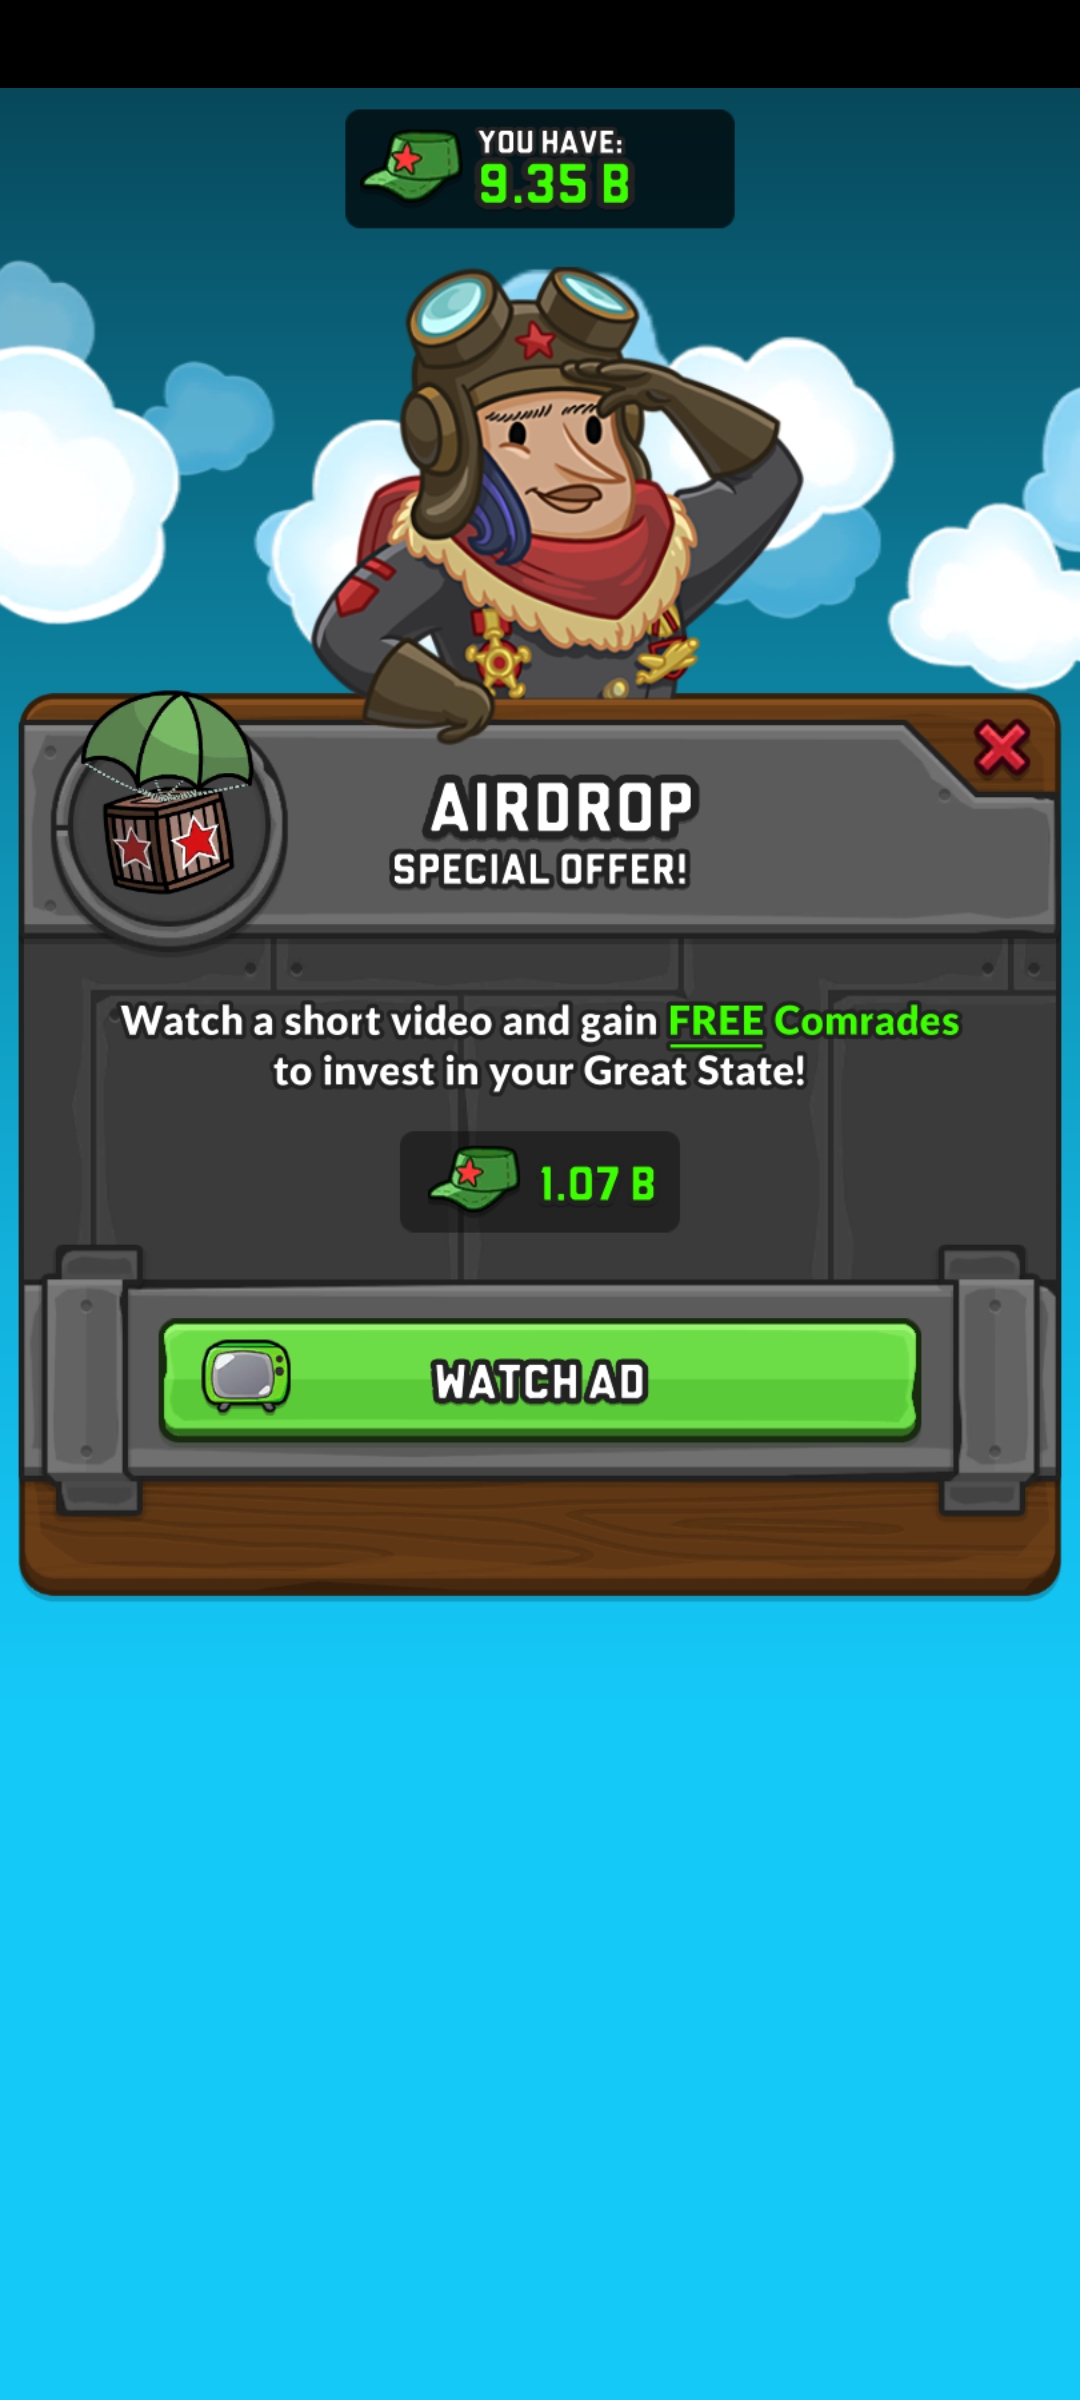 YOU HAVE:
9.35 B
AIRDROP
SPECIAL OFFER!
Watch a short video and gain FREE Comrades
to invest in your Great State!
1.07 B
WATCH AD